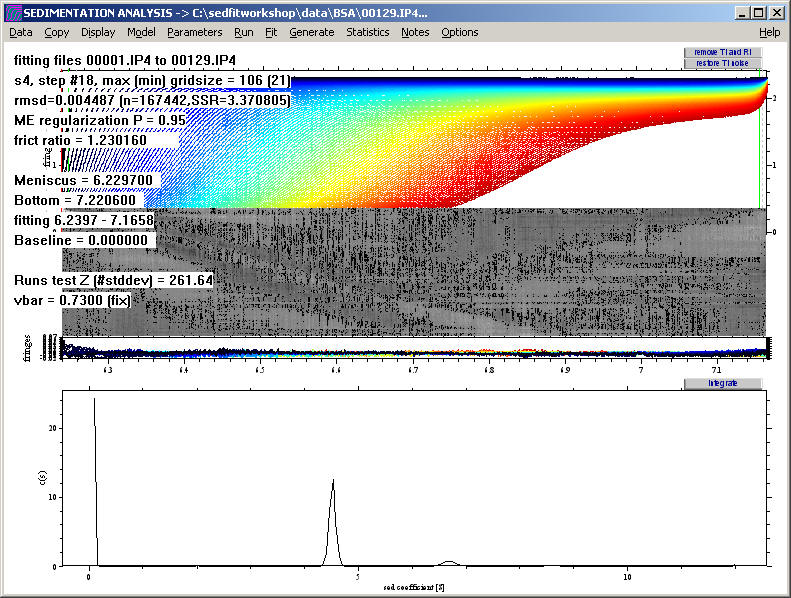 SEDIMENTATION ANALYSIS -> C:\sedfitworkshop\data\BSA\00129.IP4...
Data Copy Display Model Parameters Run Fit Generate Statistics Notes Options Help
fitting files 00001.IP4 to 00129.IP4
remove TI and RI
restore TI noise
s4, step #18, max (min) gridsize = 106 (21)
rmsd=0.004487 (n=167442,SSR=3.370805)
2
ME regularization P = 0.95
frict ratio = 1.230160
1
1
Meniscus = 6.229700
Bottom = 7.220600
fitting 6.2397 - 7.1658
Baseline = 0.000000
0
Runs test Z (#stddev) = 261.64
vbar = 0.7300 (fix)
fringes
6.3 6.4 6.5 6.6 6.7 6.8 6.9 7 7.1
Integrate
20
c(s)
10
0
0 5 10
sed coefficient [S]